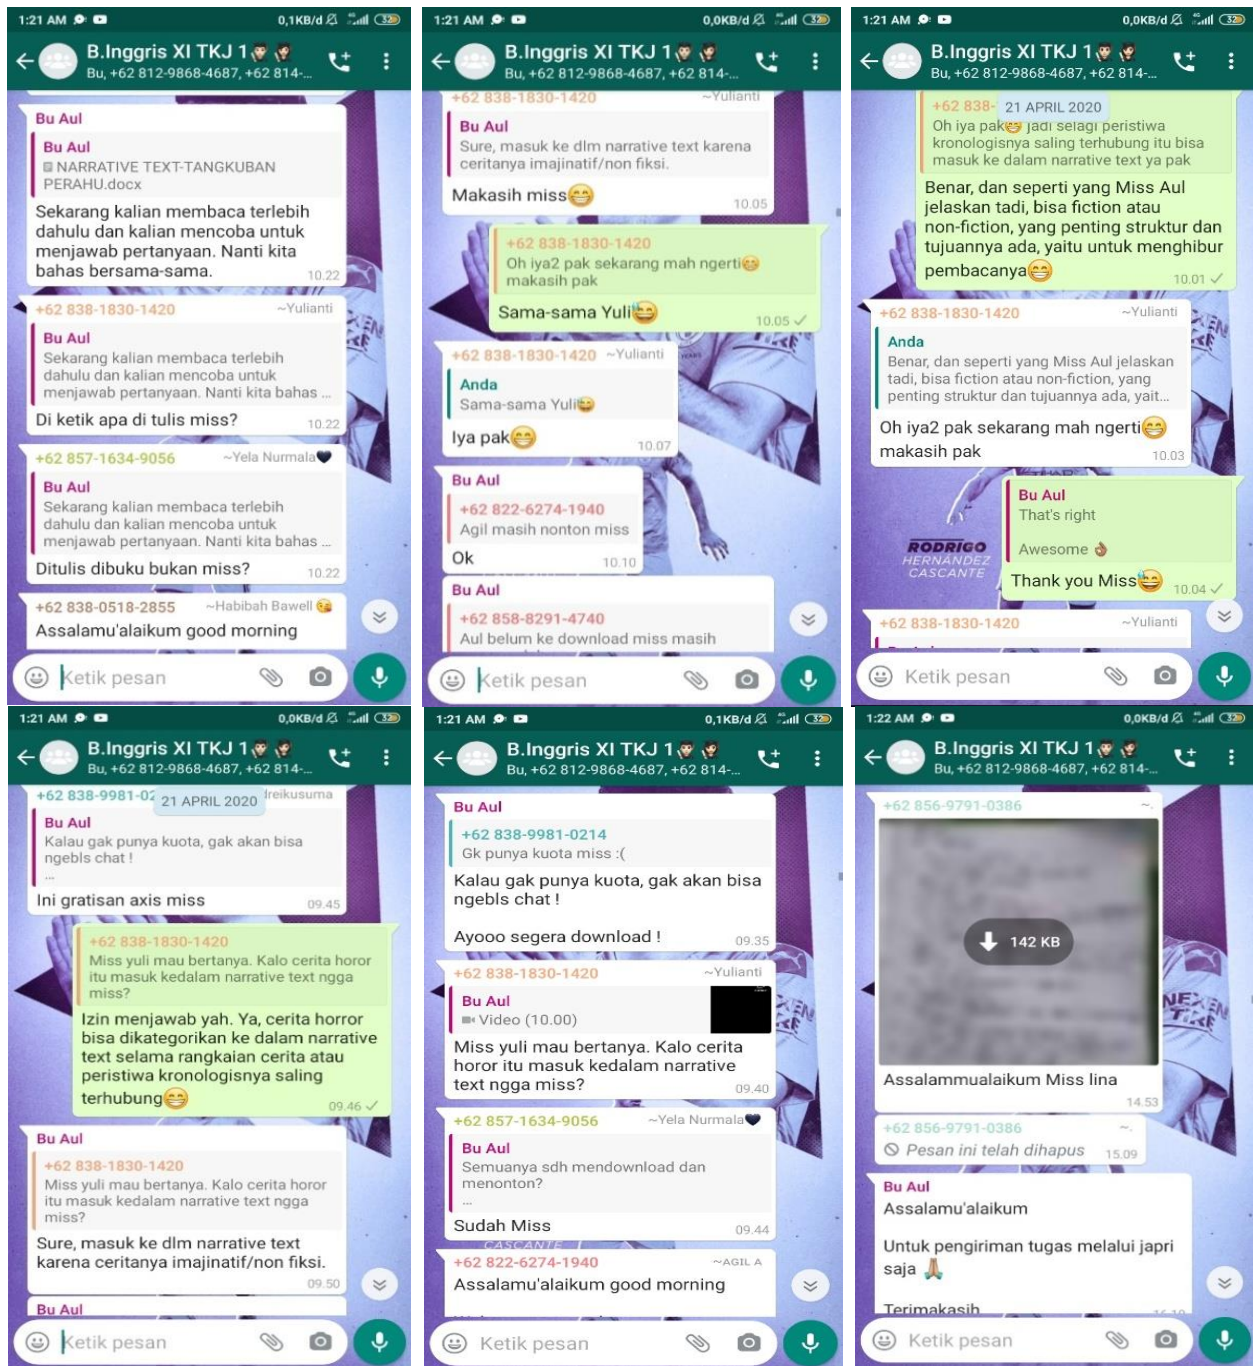 1:21 AM 0,1KB/d 32
B.Inggris XI TKJ 1
Bu, +62 812-9868-4687, +62 814-...
Bu Aul
Bu Aul
NARRATIVE TEXT-TANGKUBAN
PERAHU.docx
Sekarang kalian membaca terlebih
dahulu dan kalian mencoba untuk
menjawab pertanyaan. Nanti kita
bahas bersama-sama.
10.22
+62 838-1830-1420 ~Yulianti
Bu Aul
Sekarang kalian membaca terlebih
dahulu dan kalian mencoba untuk
menjawab pertanyaan. Nanti kita bahas ...
Di ketik apa di tulis miss?
10.22
+62 857-1634-9056 ~Yela Nurmala🖤
Bu Aul
Sekarang kalian membaca terlebih
dahulu dan kalian mencoba untuk
menjawab pertanyaan. Nanti kita bahas ...
Ditulis dibuku bukan miss?
10.22
+62 838-0518-2855 ~Habibah Bawell 😘
Assalamu'alaikum good morning
Ketik pesan
1:21 AM 0,0KB/d 32
B.Inggris XI TKJ 1
Bu, +62 812-9868-4687, +62 814-...
+62 838-1830-1420 ~Yulianti
Bu Aul
Sure, masuk ke dlm narrative text karena
ceritanya imajinatif/non fiksi.
Makasih miss😁
10.05
+62 838-1830-1420
Oh iya2 pak sekarang mah ngerti😁
makasih pak
Sama-sama Yuli😅
10.05
+62 838-1830-1420 ~Yulianti
Anda
Sama-sama Yuli😅
Iya pak😁
10.07
Bu Aul
+62 822-6274-1940
Agil masih nonton miss
Ok
10.10
Bu Aul
+62 858-8291-4740
Aul belum ke download miss masih
Ketik pesan
1:21 AM 0,0KB/d 32
B.Inggris XI TKJ 1
Bu, +62 812-9868-4687, +62 814-...
21 APRIL 2020
+62 838-
Oh iya pak😁 jadi selagi peristiwa
kronologisnya saling terhubung itu bisa
masuk ke dalam narrative text ya pak
Benar, dan seperti yang Miss Aul
jelaskan tadi, bisa fiction atau
non-fiction, yang penting struktur dan
tujuannya ada, yaitu untuk menghibur
pembacanya😁
10.01
+62 838-1830-1420 ~Yulianti
Anda
Benar, dan seperti yang Miss Aul jelaskan
tadi, bisa fiction atau non-fiction, yang
penting struktur dan tujuannya ada, yait...
Oh iya2 pak sekarang mah ngerti😁
makasih pak
10.03
Bu Aul
That's right
Awesome 👌
Thank you Miss😅
10.04
RODRIGO
HERNÁNDEZ
CASCANTE
+62 838-1830-1420 ~Yulianti
Ketik pesan
1:21 AM 0,0KB/d 32
B.Inggris XI TKJ 1
Bu, +62 812-9868-4687, +62 814-...
21 APRIL 2020
+62 838-9981-02 reikusuma
Bu Aul
Kalau gak punya kuota, gak akan bisa
ngebls chat !
...
Ini gratisan axis miss
09.45
+62 838-1830-1420
Miss yuli mau bertanya. Kalo cerita horor
itu masuk kedalam narrative text ngga
miss?
Izin menjawab yah. Ya, cerita horror
bisa dikategorikan ke dalam narrative
text selama rangkaian cerita atau
peristiwa kronologisnya saling
terhubung😁
09.46
Bu Aul
+62 838-1830-1420
Miss yuli mau bertanya. Kalo cerita horor
itu masuk kedalam narrative text ngga
miss?
Sure, masuk ke dlm narrative text
karena ceritanya imajinatif/non fiksi.
09.50
Bu Aul
Ketik pesan
1:21 AM 0,1KB/d 32
B.Inggris XI TKJ 1
Bu, +62 812-9868-4687, +62 814-...
Bu Aul
+62 838-9981-0214
Gk punya kuota miss :(
Kalau gak punya kuota, gak akan bisa
ngebls chat !
Ayooo segera download !
09.35
+62 838-1830-1420 ~Yulianti
Bu Aul
Video (10.00)
Miss yuli mau bertanya. Kalo cerita
horor itu masuk kedalam narrative
text ngga miss?
09.40
+62 857-1634-9056 ~Yela Nurmala🖤
Bu Aul
Semuanya sdh mendownload dan
menonton?
...
Sudah Miss
09.44
CASCANTE
+62 822-6274-1940 ~AGIL A
Assalamu'alaikum good morning
Ketik pesan
1:22 AM 0,0KB/d 32
B.Inggris XI TKJ 1
Bu, +62 812-9868-4687, +62 814-...
+62 856-9791-0386 ~.
142 KB
NEXEN
TIRE
Assalammualaikum Miss lina
14.53
+62 856-9791-0386 ~.
Pesan ini telah dihapus
15.09
Bu Aul
Assalamu'alaikum
Untuk pengiriman tugas melalui japri
saja 🙏
Terimakasih
Ketik pesan